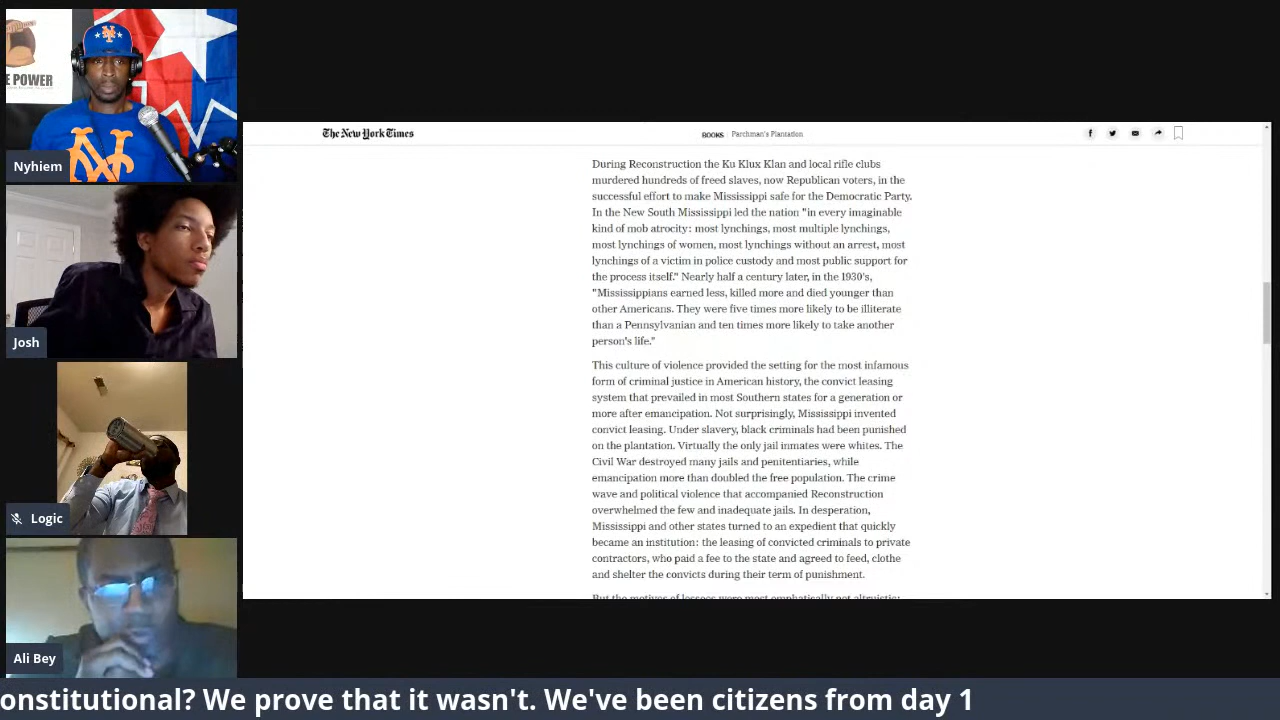 E POWER
Nyhiem
Josh
Logic
Ali Bey
The New York Times
BOOKS Parchman's Plantation
During Reconstruction the Ku Klux Klan and local rifle clubs
murdered hundreds of freed slaves, now Republican voters, in the
successful effort to make Mississippi safe for the Democratic Party.
In the New South Mississippi led the nation "in every imaginable
kind of mob atrocity: most lynchings, most multiple lynchings,
most lynchings of women, most lynchings without an arrest, most
lynchings of a victim in police custody and most public support for
the process itself." Nearly half a century later, in the 1930's,
"Mississippians earned less, killed more and died younger than
other Americans. They were five times more likely to be illiterate
than a Pennsylvanian and ten times more likely to take another
person's life."
This culture of violence provided the setting for the most infamous
form of criminal justice in American history, the convict leasing
system that prevailed in most Southern states for a generation or
more after emancipation. Not surprisingly, Mississippi invented
convict leasing. Under slavery, black criminals had been punished
on the plantation. Virtually the only jail inmates were whites. The
Civil War destroyed many jails and penitentiaries, while
emancipation more than doubled the free population. The crime
wave and political violence that accompanied Reconstruction
overwhelmed the few and inadequate jails. In desperation,
Mississippi and other states turned to an expedient that quickly
became an institution: the leasing of convicted criminals to private
contractors, who paid a fee to the state and agreed to feed, clothe
and shelter the convicts during their term of punishment.
But the motives of lessees were most emphatically not altruistic:
onstitutional? We prove that it wasn't. We've been citizens from day 1